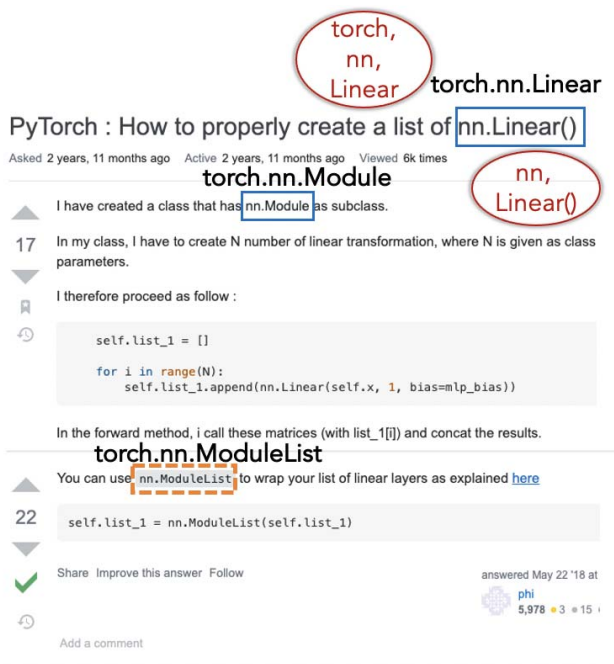 torch,
nn,
Linear
torch.nn.Linear
PyTorch : How to properly create a list of nn.Linear()
Asked 2 years, 11 months ago Active 2 years, 11 months ago Viewed 6k times
torch.nn.Module
nn,
Linear()
I have created a class that has nn.Module as subclass.
17
In my class, I have to create N number of linear transformation, where N is given as class
parameters.
I therefore proceed as follow :
self.list_1 = []
for i in range(N):
self.list_1.append(nn.Linear(self.x, 1, bias=mlp_bias))
In the forward method, i call these matrices (with list_1[i]) and concat the results.
torch.nn.ModuleList
You can use nn.ModuleList to wrap your list of linear layers as explained here
22
self.list_1 = nn.ModuleList(self.list_1)
Share Improve this answer Follow
answered May 22 '18 at
phi
5,978 3 15
Add a comment